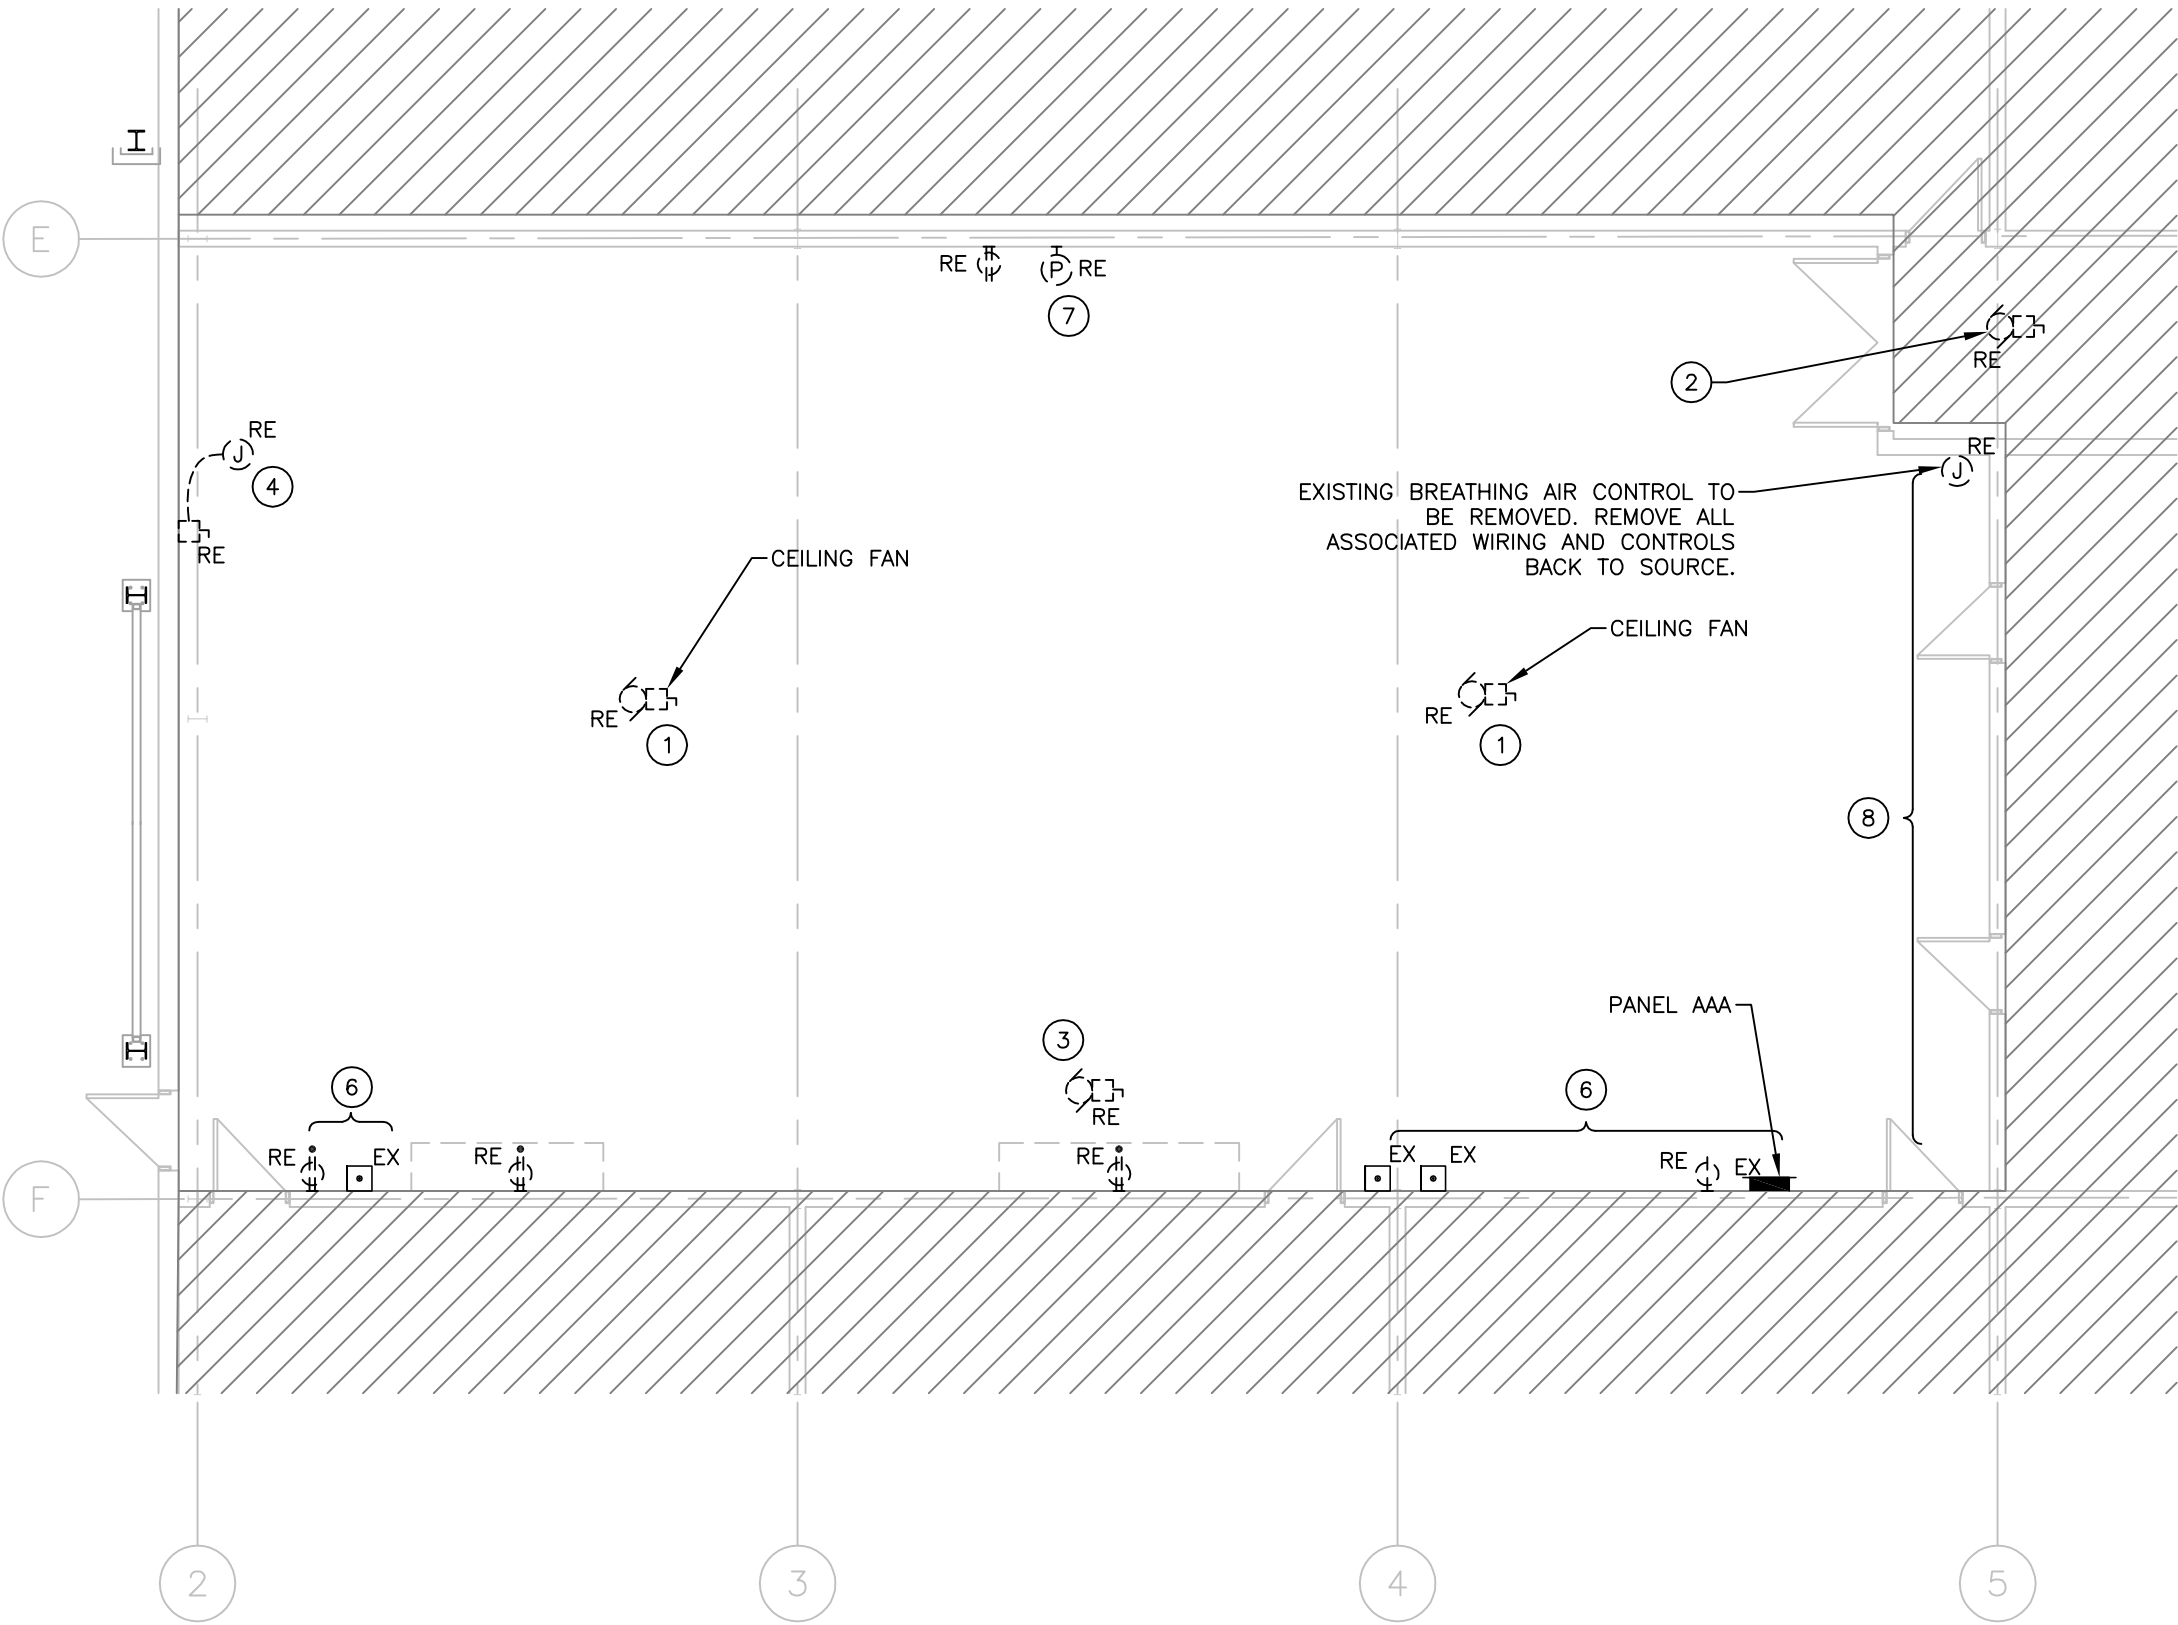 E
RE
P
RE
7
2
RE
RE
J
4
RE
RE
J
EXISTING BREATHING AIR CONTROL TO
BE REMOVED. REMOVE ALL
ASSOCIATED WIRING AND CONTROLS
BACK TO SOURCE.
CEILING FAN
CEILING FAN
RE
1
RE
1
8
PANEL AAA
3
RE
6
6
RE
EX
RE
RE
EX
EX
RE
EX
F
2
3
4
5